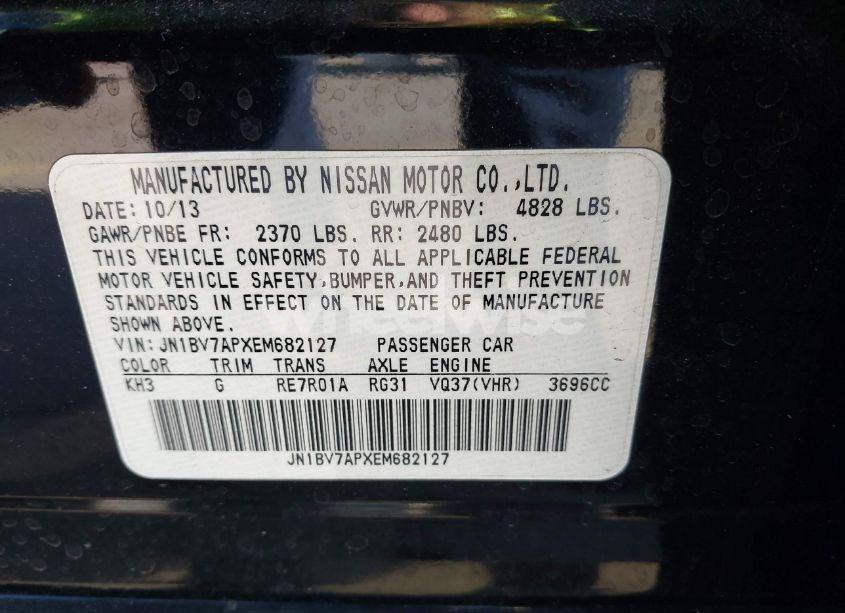 MANUFACTURED BY NISSAN MOTOR CO.,LTD.
DATE: 10/13 GVWR/PNBV: 4828 LBS.
GAWR/PNBE FR: 2370 LBS. RR: 2480 LBS.
THIS VEHICLE CONFORMS TO ALL APPLICABLE FEDERAL
MOTOR VEHICLE SAFETY,BUMPER,AND THEFT PREVENTION
STANDARDS IN EFFECT ON THE DATE OF MANUFACTURE
SHOWN ABOVE.
wheelwise
VIN: JN1BV7APXEM682127 PASSENGER CAR
COLOR TRIM TRANS AXLE ENGINE
KH3 G RE7R01A RG31 VQ37(VHR) 3696CC
JN1BV7APXEM682127